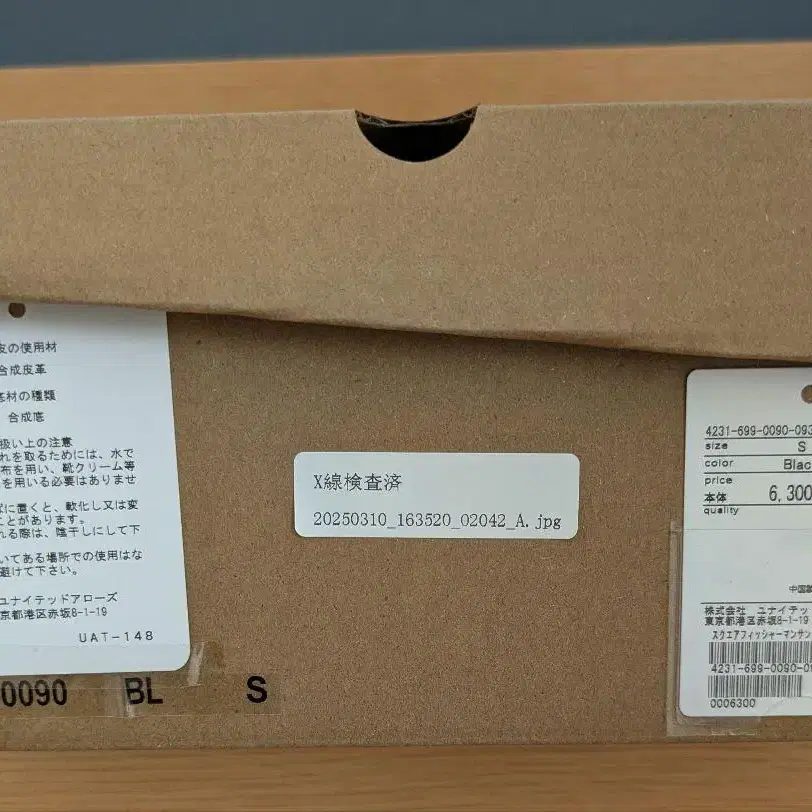 皮の使用材
合成皮革
底材の種類
合成底
扱い上の注意
れを取るためには、水で
布を用い、靴クリーム等
を用いる必要はありませ
ばに置くと、軟化し又は変
ことがあります。
れる際は、陰干しにして下
いてある場所での使用はな
避けて下さい。
ユナイテッドアローズ
京都港区赤坂8-1-19
UAT-148
0090 BL S
X線検査済
20250310_163520_02042_A.jpg
4231-699-0090-093
size S
color Blac
price
本体 6,300
quality
中国製
株式会社 ユナイテッ
東京都港区赤坂8-1-19
スクエアフィッシャーマンサン
4231-699-0090-0
0006300